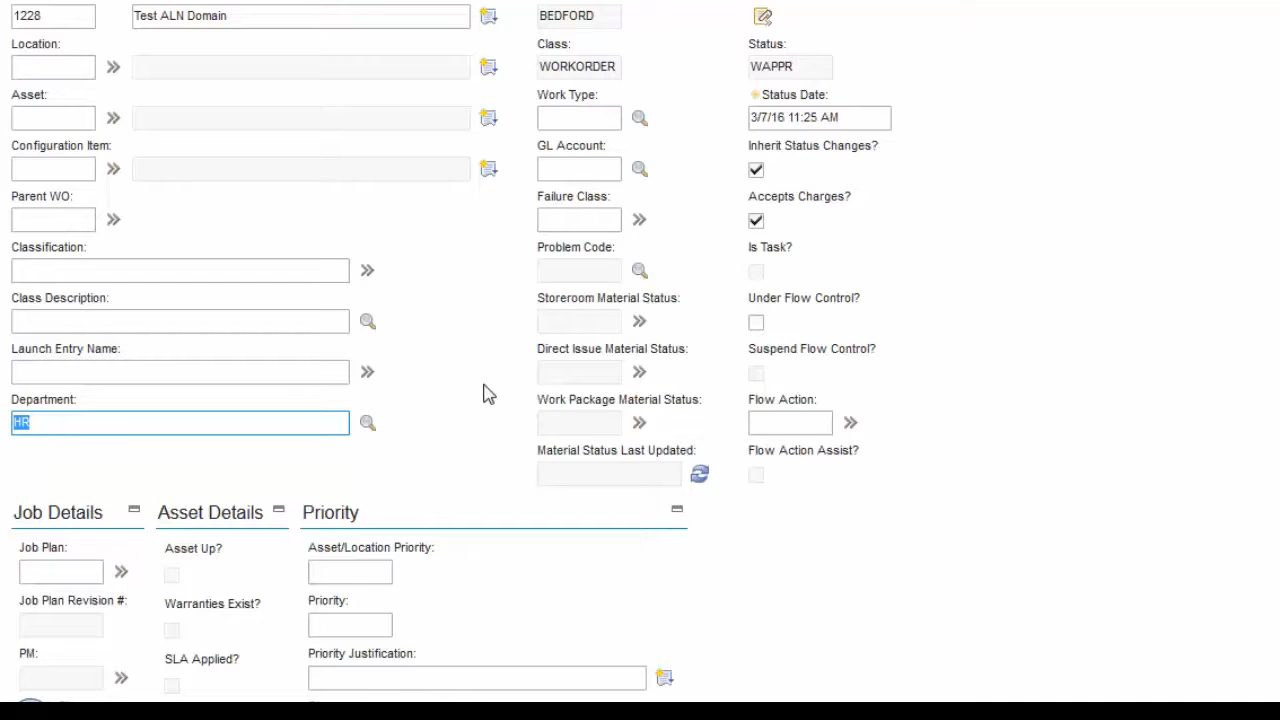 1228 Test ALN Domain BEDFORD
Location: Class: Status:
WORKORDER WAPPR
Asset: Work Type: Status Date:
3/7/16 11:25 AM
Configuration Item: GL Account: Inherit Status Changes?
Parent WO: Failure Class: Accepts Charges?
Classification: Problem Code: Is Task?
Class Description: Storeroom Material Status: Under Flow Control?
Launch Entry Name: Direct Issue Material Status: Suspend Flow Control?
Department: Work Package Material Status: Flow Action:
HR
Material Status Last Updated: Flow Action Assist?
Job Details Asset Details Priority
Job Plan: Asset Up? Asset/Location Priority:
Job Plan Revision #: Warranties Exist? Priority:
PM: SLA Applied? Priority Justification: